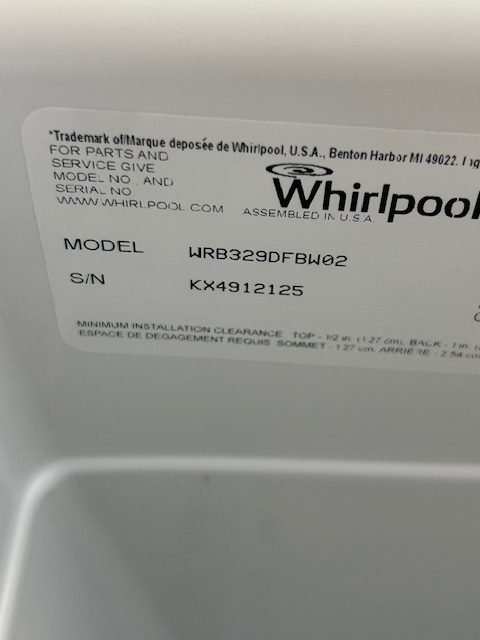 *Trademark of/Marque deposée de Whirlpool, U.S.A., Benton Harbor MI 49022.
FOR PARTS AND
SERVICE GIVE
MODEL NO. AND
SERIAL NO.
WWW.WHIRLPOOL.COM
Whirlpool
ASSEMBLED IN U.S.A.
MODEL WRB329DFBW02
S/N KX4912125
MINIMUM INSTALLATION CLEARANCE: TOP - 1/2 in. (1.27 cm), BACK - 1 in.
ESPACE DE DEGAGEMENT REQUIS: SOMMET - 1.27 cm, ARRIÈRE - 2.54 cm